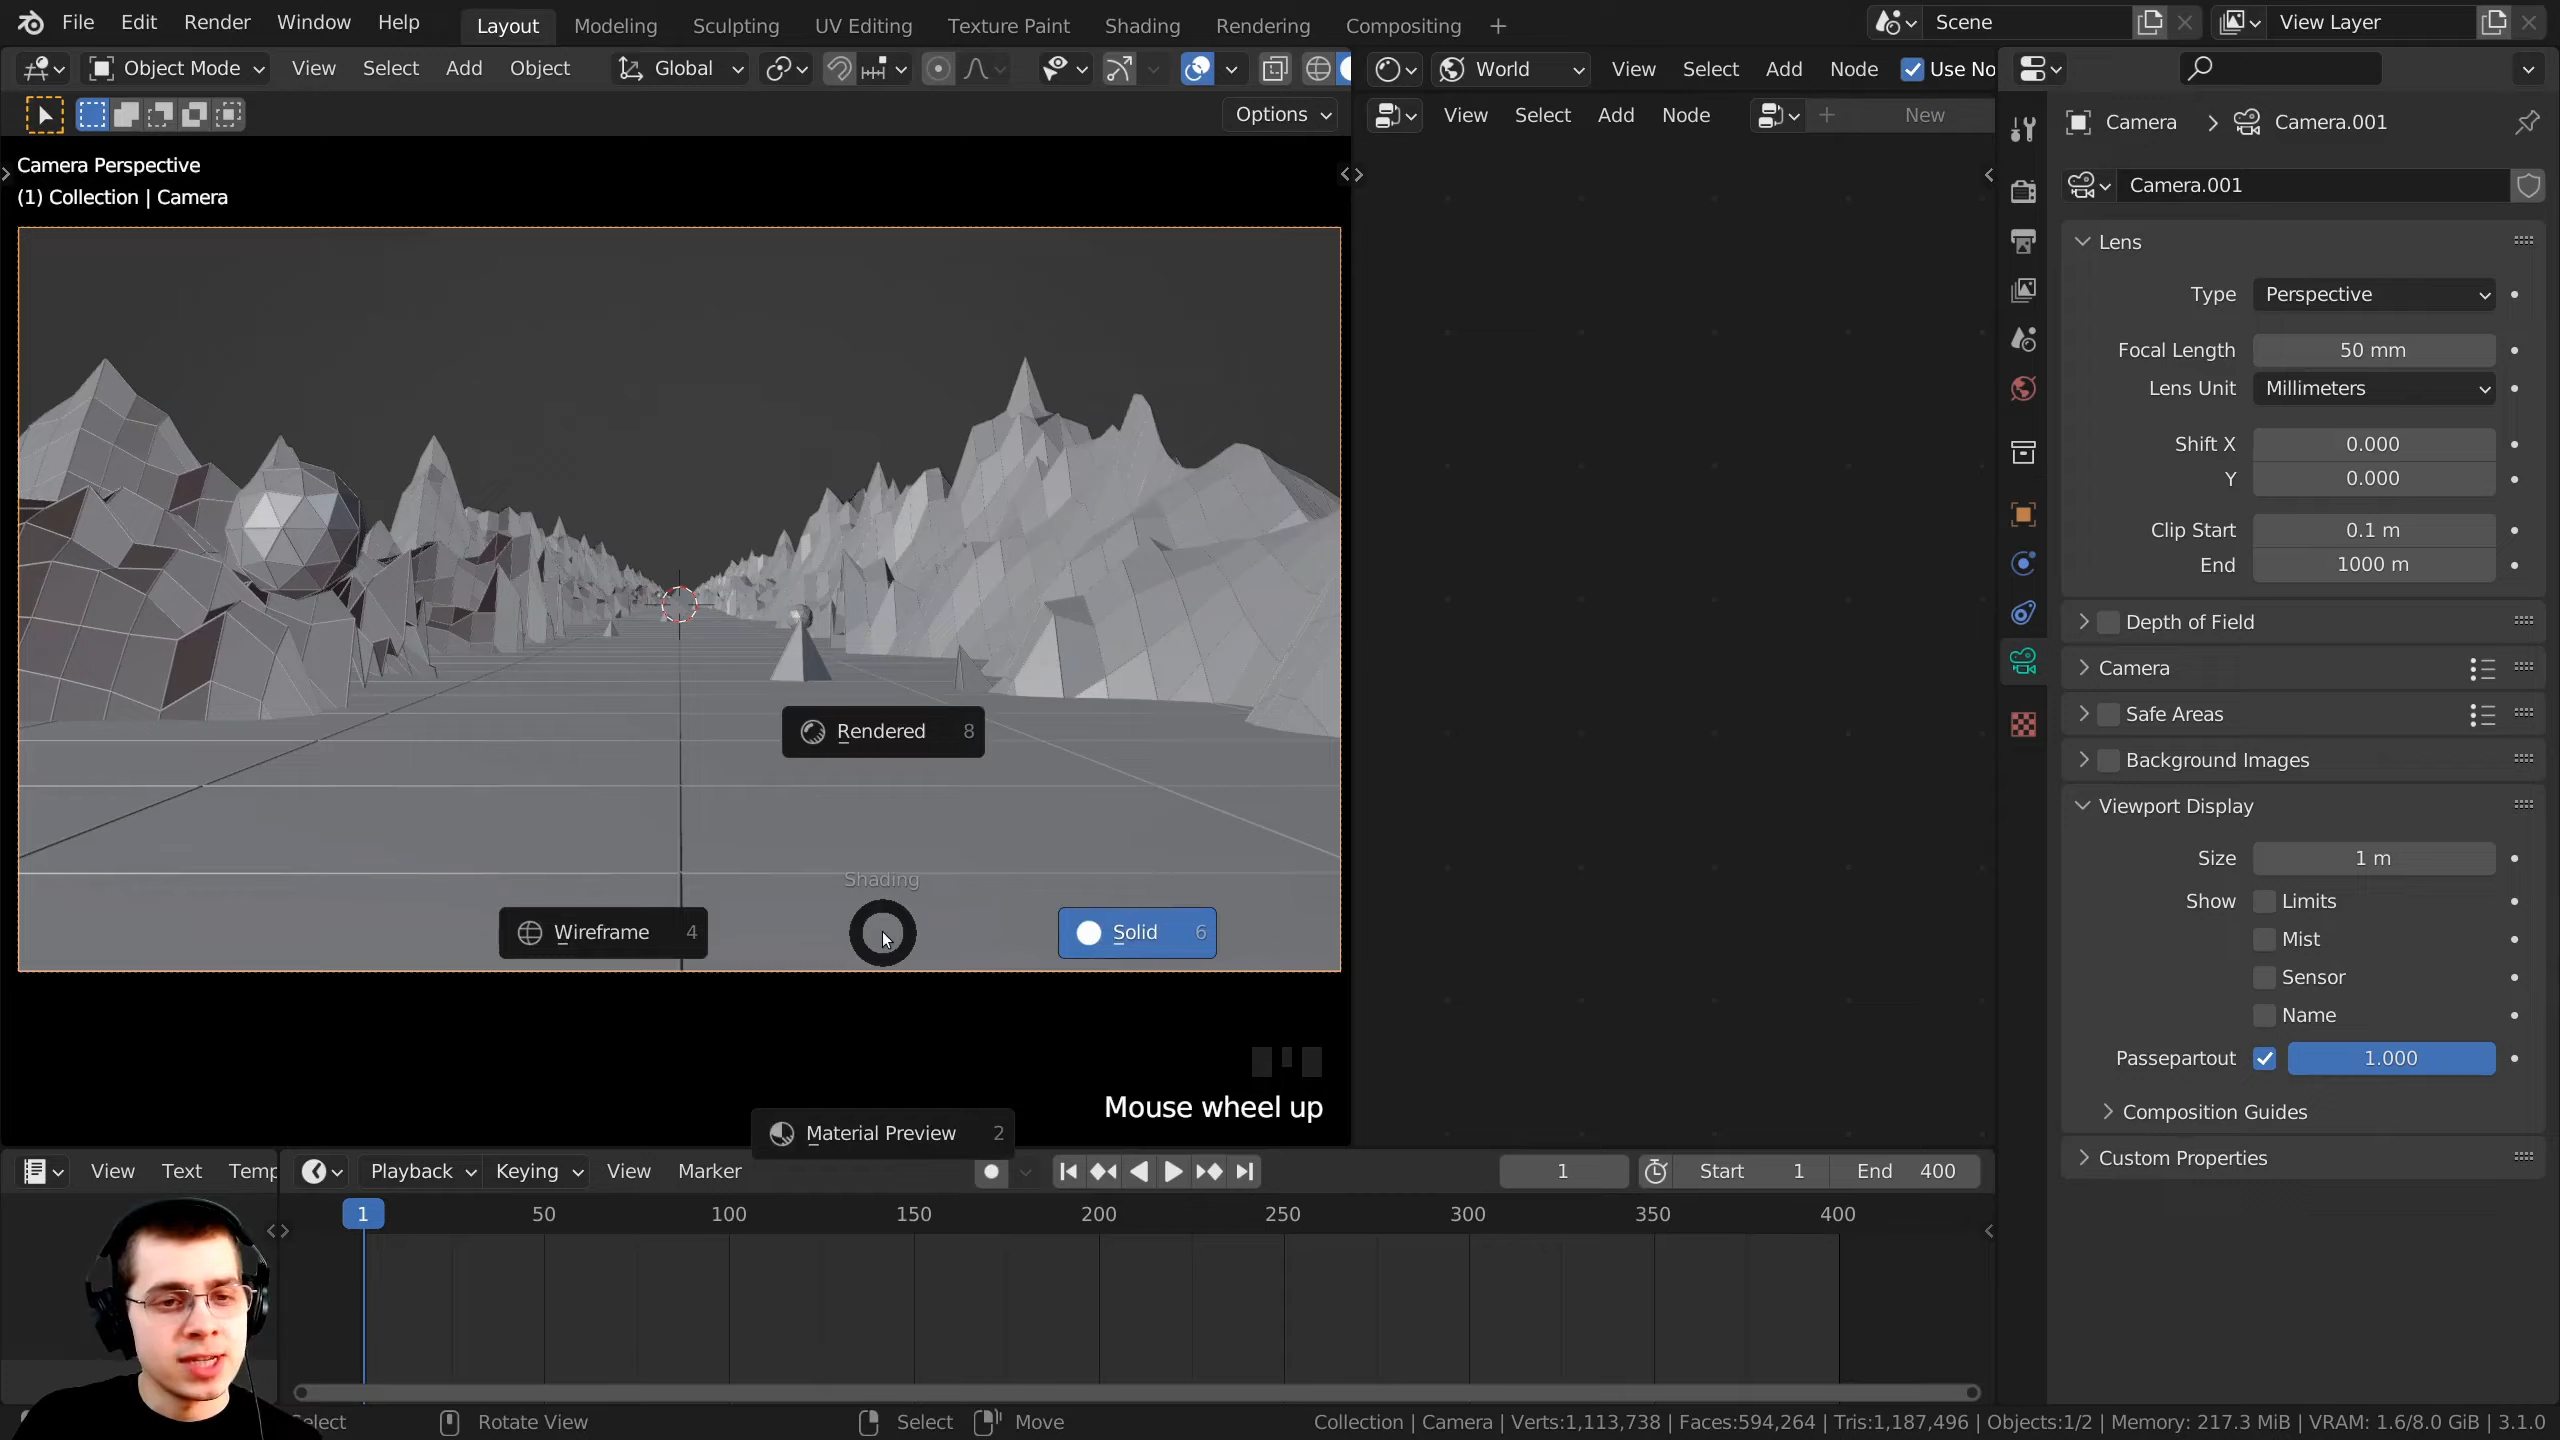 File Edit Render Window Help Layout Modeling Sculpting UV Editing Texture Paint Shading Rendering Compositing + Scene View Layer
Object Mode View Select Add Object Global World View Select Add Node Use No
Options View Select Add Node + New
Camera Perspective
(1) Collection | Camera
Camera > Camera.001
Camera.001
Lens
Type Perspective
Focal Length 50 mm
Lens Unit Millimeters
Shift X 0.000
Y 0.000
Clip Start 0.1 m
End 1000 m
Depth of Field
Camera
Safe Areas
Background Images
Viewport Display
Size 1 m
Show Limits
Mist
Sensor
Name
Passepartout 1.000
Composition Guides
Custom Properties
Rendered 8
Shading
Wireframe 4
Solid 6
Mouse wheel up
Material Preview 2
View Text Temp Playback Keying View Marker 1 Start 1 End 400
1 50 100 150 200 250 300 350 400
Select Rotate View Select Move Collection | Camera | Verts:1,113,738 | Faces:594,264 | Tris:1,187,496 | Objects:1/2 | Memory: 217.3 MiB | VRAM: 1.6/8.0 GiB | 3.1.0